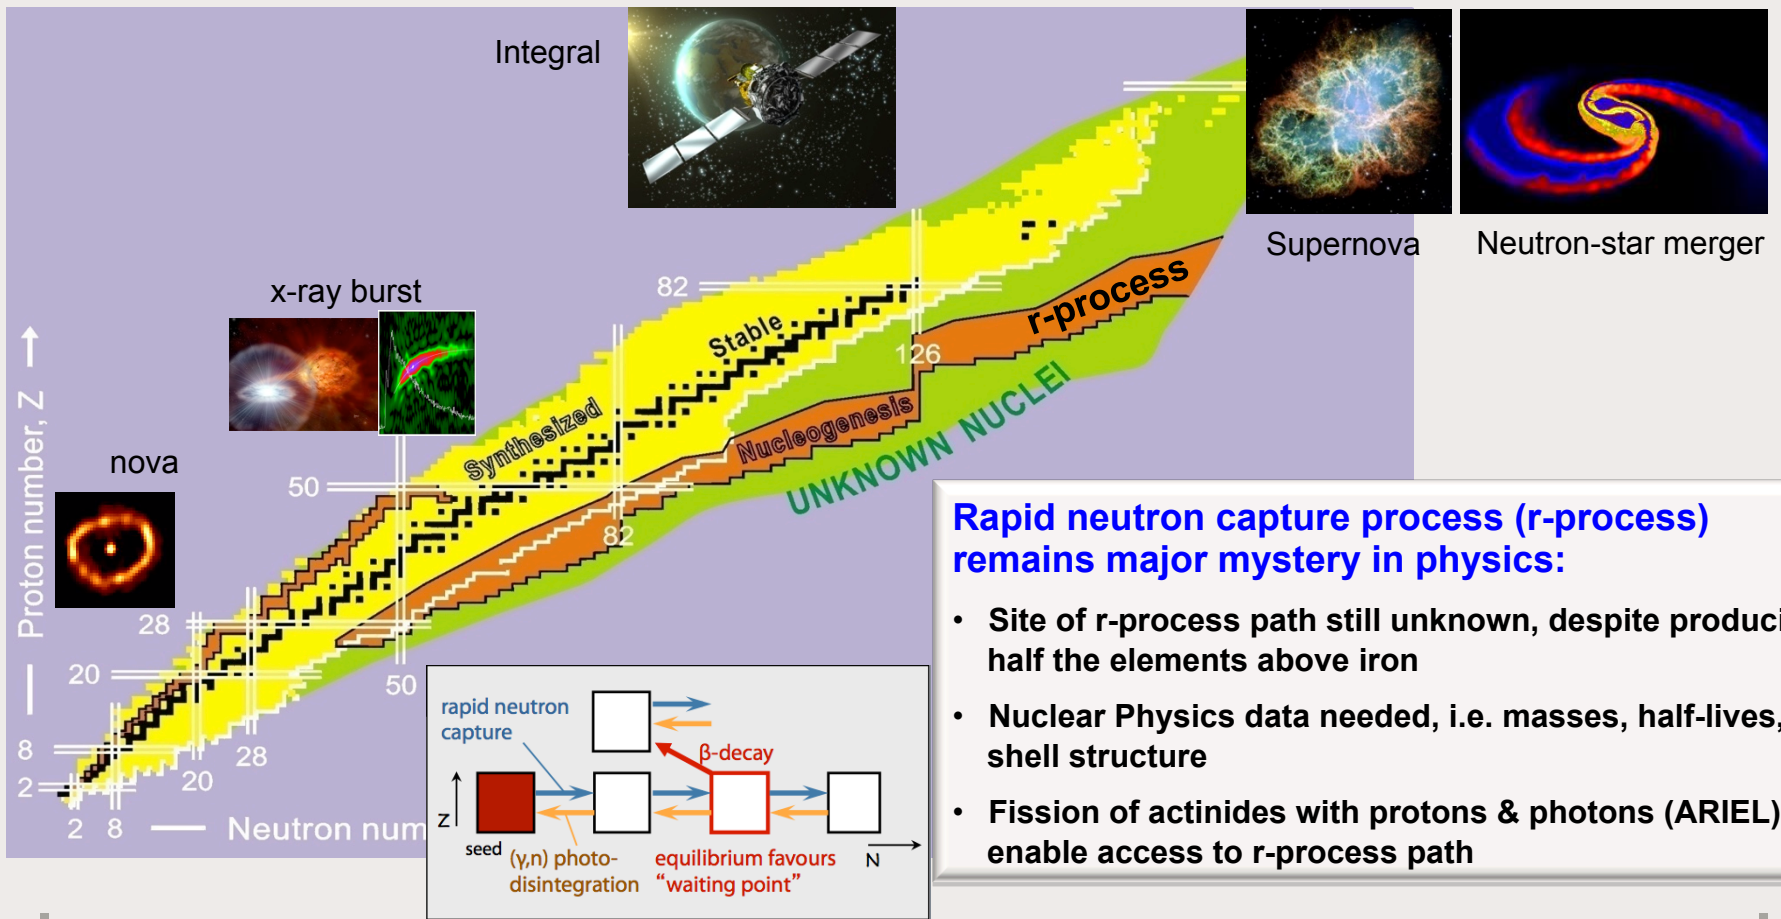 Integral
Supernova
Neutron-star merger
x-ray burst
nova
Proton number, Z
82
126
r-process
Stable
Synthesized
Nucleogenesis
UNKNOWN NUCLEI
50
82
28
20
50
8
28
20
2
2 8
Neutron num
Rapid neutron capture process (r-process)
remains major mystery in physics:
• Site of r-process path still unknown, despite produci
half the elements above iron
• Nuclear Physics data needed, i.e. masses, half-lives,
shell structure
• Fission of actinides with protons & photons (ARIEL)
enable access to r-process path
rapid neutron
capture
β-decay
Z
seed
(γ,n) photo-
disintegration
equilibrium favours
“waiting point”
N